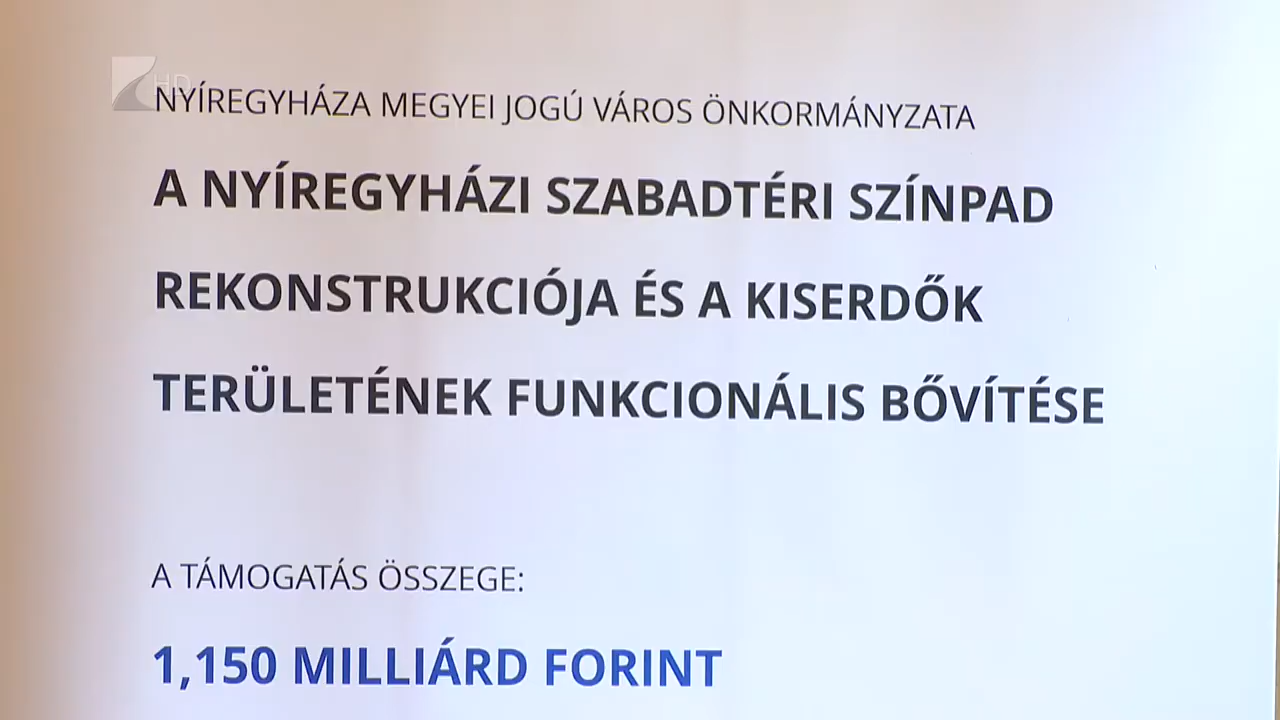 HD
NYÍREGYHÁZA MEGYEI JOGÚ VÁROS ÖNKORMÁNYZATA
A NYÍREGYHÁZI SZABADTÉRI SZÍNPAD
REKONSTRUKCIÓJA ÉS A KISERDŐK
TERÜLETÉNEK FUNKCIONÁLIS BŐVÍTÉSE
A TÁMOGATÁS ÖSSZEGE:
1,150 MILLIÁRD FORINT